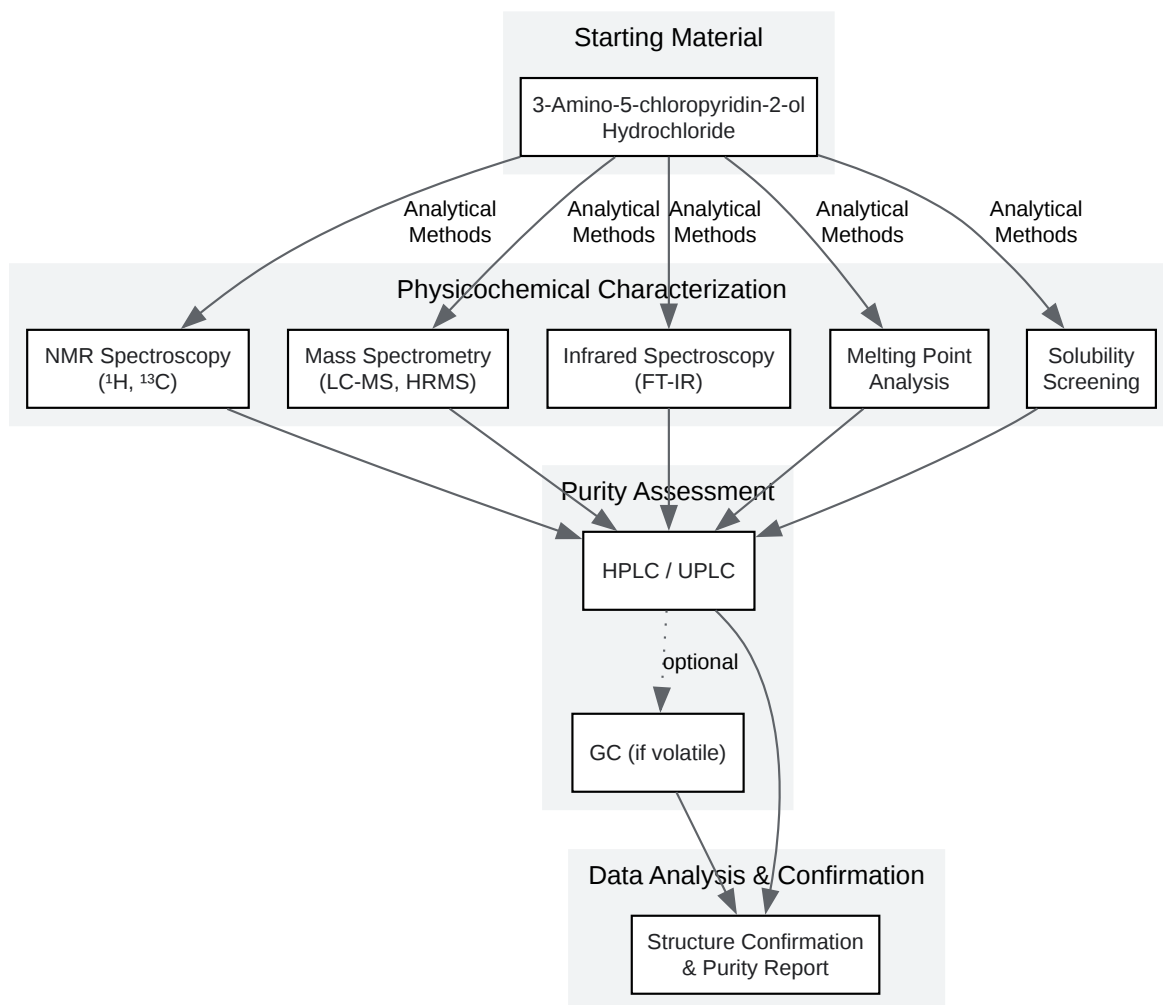 Starting Material
3-Amino-5-chloropyridin-2-ol
Hydrochloride
Analytical
Methods
Analytical
Methods
Analytical
Methods
Analytical
Methods
Analytical
Methods
Physicochemical Characterization
NMR Spectroscopy
(¹H, ¹³C)
Mass Spectrometry
(LC-MS, HRMS)
Infrared Spectroscopy
(FT-IR)
Melting Point
Analysis
Solubility
Screening
Purity Assessment
HPLC / UPLC
optional
GC (if volatile)
Data Analysis & Confirmation
Structure Confirmation
& Purity Report